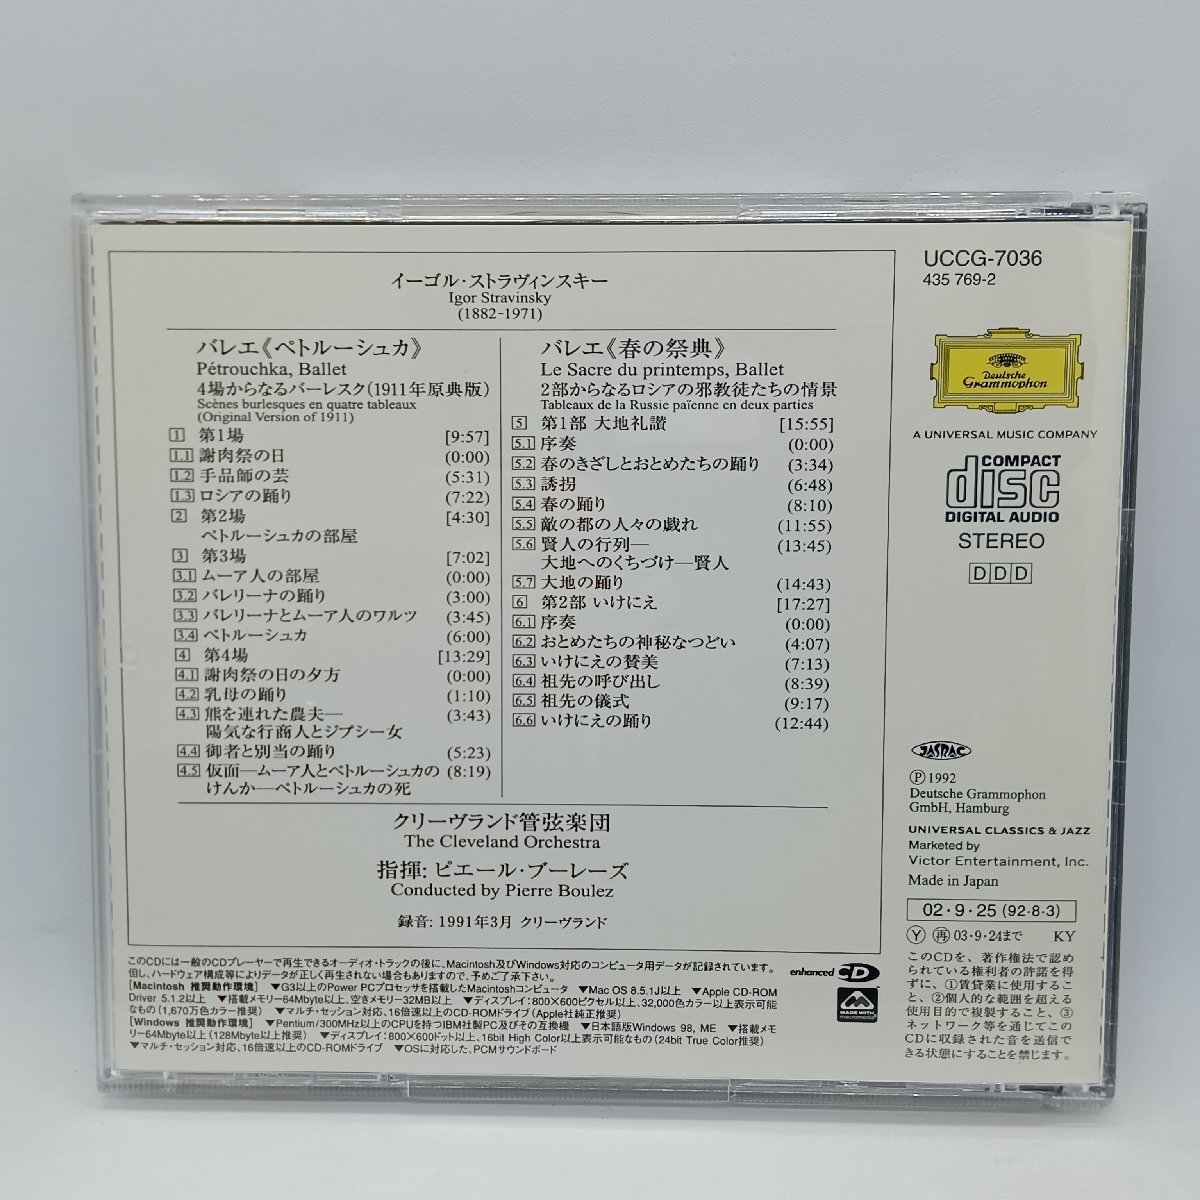 イーゴル・ストラヴィンスキー
Igor Stravinsky
(1882-1971)
バレエ《ペトルーシュカ》
Pétrouchka, Ballet
4場からなるバーレスク(1911年原典版)
Scènes burlesques en quatre tableaux
(Original Version of 1911)
1 第1場 [9:57]
1.1 謝肉祭の日 (0:00)
1.2 手品師の芸 (5:31)
1.3 ロシアの踊り (7:22)
2 第2場 [4:30]
ペトルーシュカの部屋
3 第3場 [7:02]
3.1 ムーア人の部屋 (0:00)
3.2 バレリーナの踊り (3:00)
3.3 バレリーナとムーア人のワルツ (3:45)
3.4 ペトルーシュカ (6:00)
4 第4場 [13:29]
4.1 謝肉祭の日の夕方 (0:00)
4.2 乳母の踊り (1:10)
4.3 熊を連れた農夫― (3:43)
陽気な行商人とジプシー女
4.4 御者と別当の踊り (5:23)
4.5 仮面―ムーア人とペトルーシュカの (8:19)
けんか―ペトルーシュカの死
バレエ《春の祭典》
Le Sacre du printemps, Ballet
2部からなるロシアの邪教徒たちの情景
Tableaux de la Russie païenne en deux parties
5 第1部 大地礼讃 [15:55]
5.1 序奏 (0:00)
5.2 春のきざしとおとめたちの踊り (3:34)
5.3 誘拐 (6:48)
5.4 春の踊り (8:10)
5.5 敵の都の人々の戯れ (11:55)
5.6 賢人の行列― (13:45)
大地へのくちづけ―賢人
5.7 大地の踊り (14:43)
6 第2部 いけにえ [17:27]
6.1 序奏 (0:00)
6.2 おとめたちの神秘なつどい (4:07)
6.3 いけにえの賛美 (7:13)
6.4 祖先の呼び出し (8:39)
6.5 祖先の儀式 (9:17)
6.6 いけにえの踊り (12:44)
クリーヴランド管弦楽団
The Cleveland Orchestra
指揮: ピエール・ブーレーズ
Conducted by Pierre Boulez
録音: 1991年3月 クリーヴランド
このCDには一般のCDプレーヤーで再生できるオーディオ・トラックの後に、Macintosh及びWindows対応のコンピュータ用データが記録されています。
但し、ハードウェア構成等によりデータが正しく再生されない場合もありますので、予めご了承下さい。
[Macintosh 推奨動作環境] ▼G3以上のPower PCプロセッサを搭載したMacintoshコンピュータ ▼Mac OS 8.5.1J以上 ▼Apple CD-ROM
Driver 5.1.2以上 ▼搭載メモリー64Mbyte以上、空きメモリー32MB以上 ▼ディスプレイ:800×600ピクセル以上、32,000色カラー以上表示可能
なもの(1,670万色カラー推奨) ▼マルチ・セッション対応、16倍速以上のCD-ROMドライブ(Apple社純正推奨)
[Windows 推奨動作環境] ▼Pentium/300MHz以上のCPUを持つIBM社製PC及びその互換機 ▼日本語版Windows 98, ME ▼搭載メモ
リー64Mbyte以上(128Mbyte以上推奨) ▼ディスプレイ:800×600ドット以上、16bit High Color以上表示可能なもの(24bit True Color推奨)
▼マルチ・セッション対応、16倍速以上のCD-ROMドライブ ▼OSに対応した、PCMサウンドボード
enhanced CD
MADE WITH
macromedia
UCCG-7036
435 769-2
Deutsche
Grammophon
A UNIVERSAL MUSIC COMPANY
COMPACT
disc
DIGITAL AUDIO
STEREO
DDD
JASRAC
Ⓟ 1992
Deutsche Grammophon
GmbH, Hamburg
UNIVERSAL CLASSICS & JAZZ
Marketed by
Victor Entertainment, Inc.
Made in Japan
02・9・25 (92・8・3)
Ⓨ 再 03・9・24まで KY
このCDを、著作権法で認め
られている権利者の許諾を得
ずに、①賃貸業に使用するこ
と、②個人的な範囲を超える
使用目的で複製すること、③
ネットワーク等を通じてこの
CDに収録された音を送信で
きる状態にすることを禁じます。